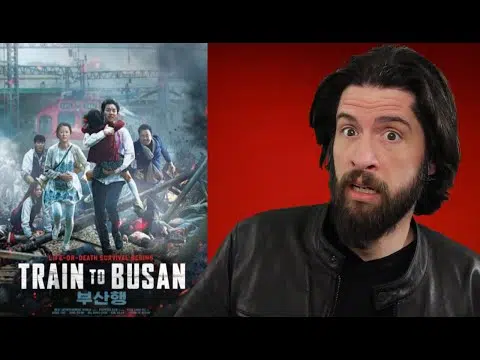 LIFE-OR-DEATH SURVIVAL BEGINS
TRAIN TO BUSAN
부산행